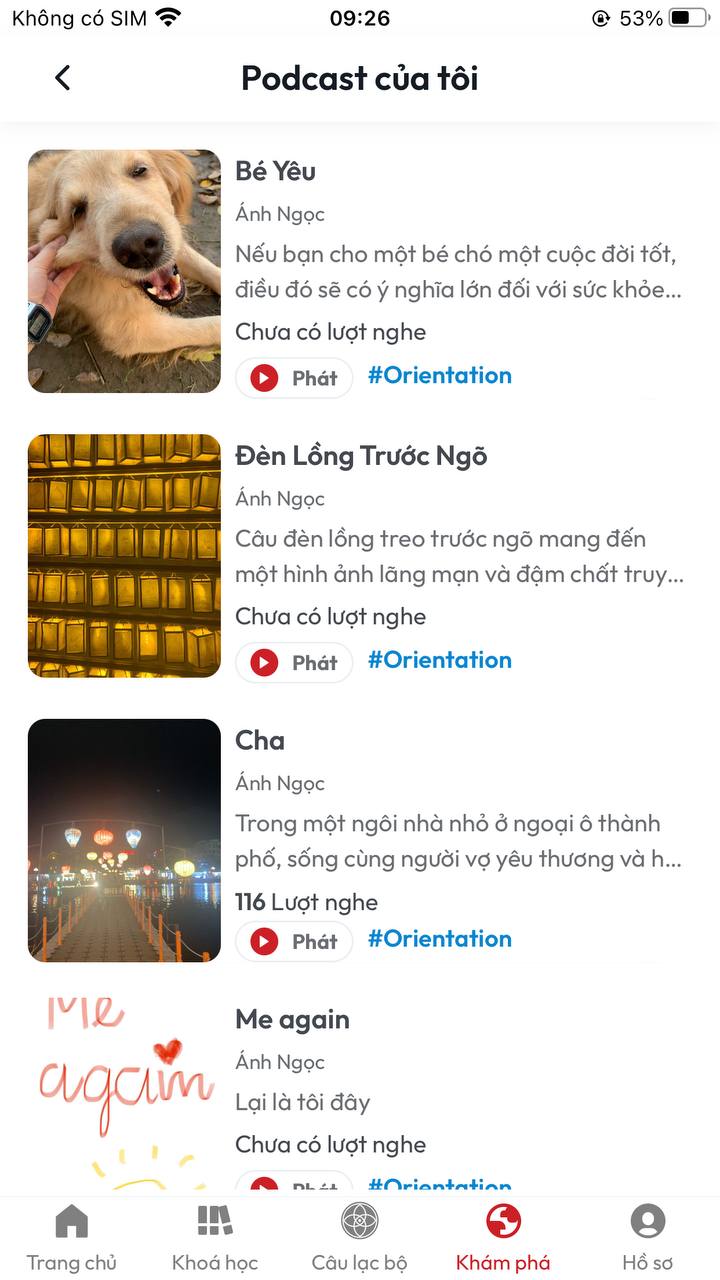 Không có SIM 09:26 53%
Podcast của tôi
Bé Yêu
Ánh Ngọc
Nếu bạn cho một bé chó một cuộc đời tốt,
điều đó sẽ có ý nghĩa lớn đối với sức khỏe...
Chưa có lượt nghe
Phát #Orientation
Đèn Lồng Trước Ngõ
Ánh Ngọc
Câu đèn lồng treo trước ngõ mang đến
một hình ảnh lãng mạn và đậm chất truy...
Chưa có lượt nghe
Phát #Orientation
Cha
Ánh Ngọc
Trong một ngôi nhà nhỏ ở ngoại ô thành
phố, sống cùng người vợ yêu thương và h...
116 Lượt nghe
Phát #Orientation
Me
again
Me again
Ánh Ngọc
Lại là tôi đây
Chưa có lượt nghe
Phát #Orientation
Trang chủ Khoá học Câu lạc bộ Khám phá Hồ sơ